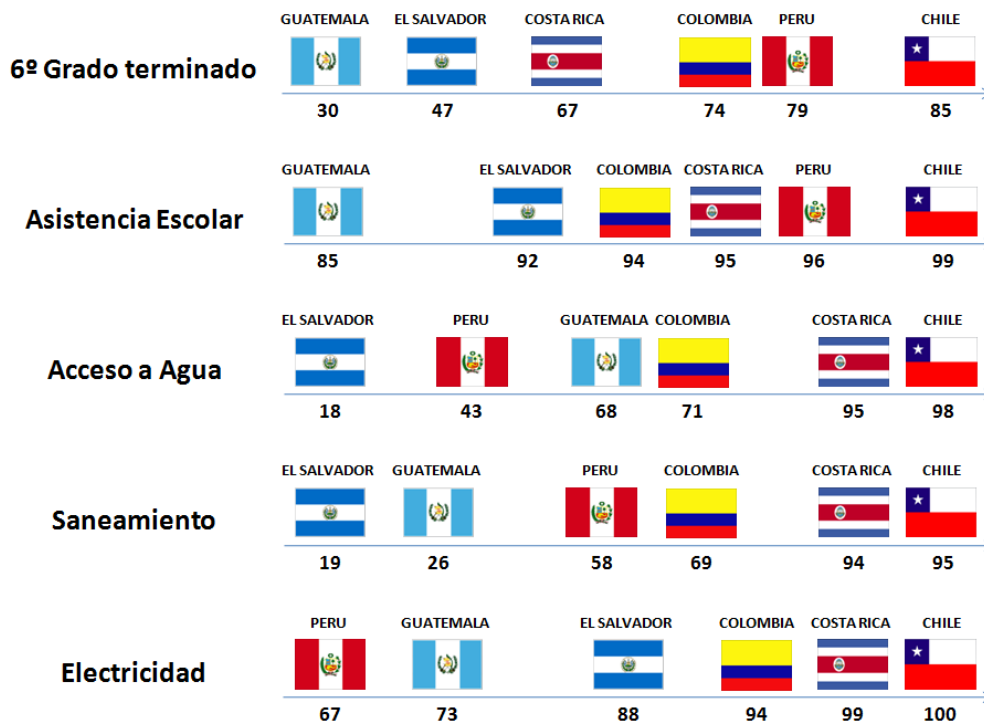 GUATEMALA EL SALVADOR COSTA RICA COLOMBIA PERU CHILE
6º Grado terminado
30 47 67 74 79 85
GUATEMALA EL SALVADOR COLOMBIA COSTA RICA PERU CHILE
Asistencia Escolar
85 92 94 95 96 99
EL SALVADOR PERU GUATEMALA COLOMBIA COSTA RICA CHILE
Acceso a Agua
18 43 68 71 95 98
EL SALVADOR GUATEMALA PERU COLOMBIA COSTA RICA CHILE
Saneamiento
19 26 58 69 94 95
PERU GUATEMALA EL SALVADOR COLOMBIA COSTA RICA CHILE
Electricidad
67 73 88 94 99 100